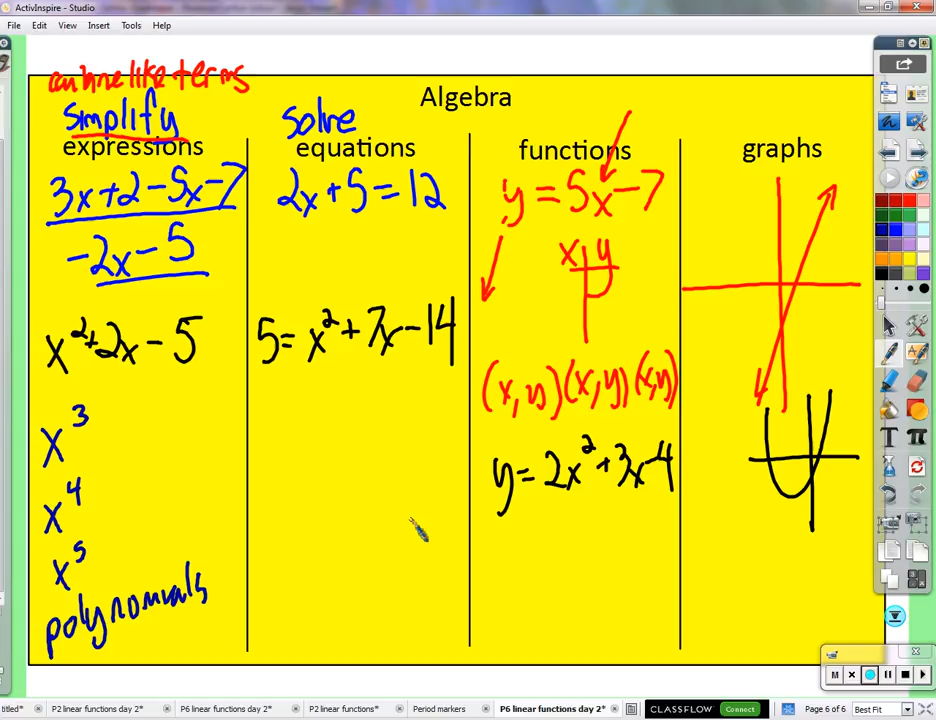 ActivInspire - Studio
File Edit View Insert Tools
combine like terms
Algebra
simplify
solve
expressions
equations
functions
graphs
3x+2-5x-7
2x+5=12
y=5x-7
-2x-5
x y
x²+2x-5
5=x²+7x-14
(x,y)(x,y)(x,y)
x³
y=2x²+3x-4
x⁴
x⁵
polynomials
titled* P2 linear functions day 2* P6 linear functions day 2* P2 linear functions* Period markers P6 linear functions day 2* CLASSFLOW Connect Page 6 of 6 Best Fit